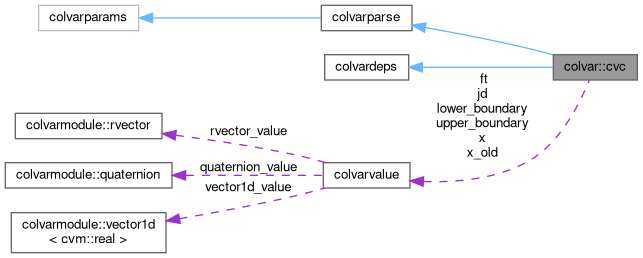 colvarparams
colvarparse
colvardeps
colvar::cvc
ft
jd
lower_boundary
upper_boundary
x
x_old
colvarmodule::rvector
rvector_value
colvarmodule::quaternion
quaternion_value
colvarvalue
vector1d_value
colvarmodule::vector1d
< cvm::real >